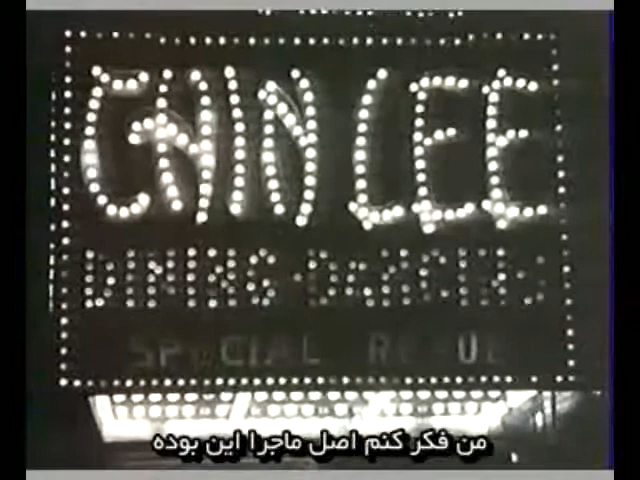 CHIN LEE
DINING · DANCING
SPECIAL REVUE
من فکر کنم اصل ماجرا این بوده